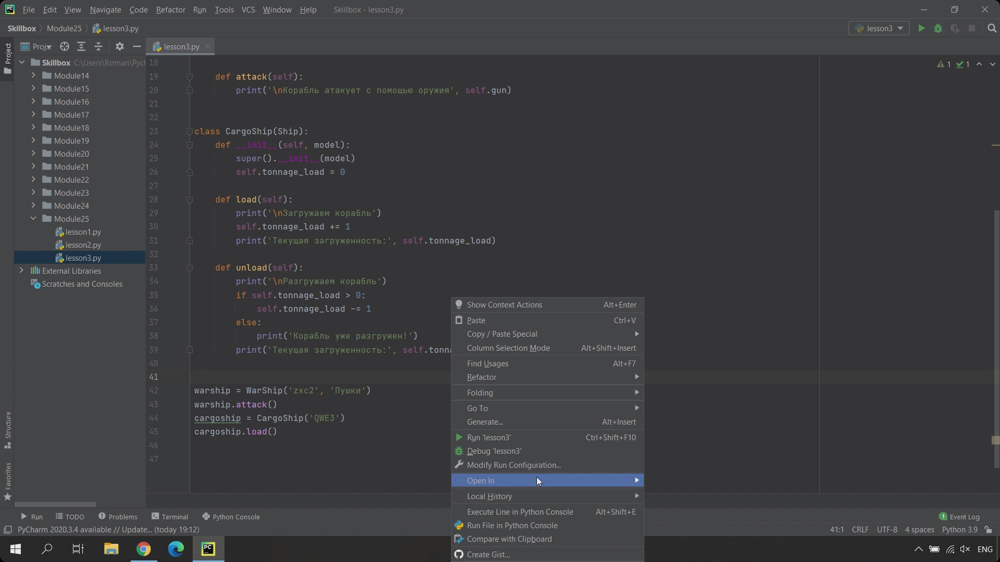 File Edit View Navigate Code Refactor Run Tools VCS Window Help Skillbox - lesson3.py
Skillbox Module25 lesson3.py lesson3
Project
Proj lesson3.py
Skillbox C:\Users\Roman\Pycl
Module14
Module15
Module16
Module17
Module18
Module19
Module20
Module21
Module22
Module23
Module24
Module25
lesson1.py
lesson2.py
lesson3.py
External Libraries
Scratches and Consoles
Structure
Favorites
1 1
18
19 def attack(self):
20 print('\nКорабль атакует с помощью оружия', self.gun)
21
22
23 class CargoShip(Ship):
24 def __init__(self, model):
25 super().__init__(model)
26 self.tonnage_load = 0
27
28 def load(self):
29 print('\nЗагружаем корабль')
30 self.tonnage_load += 1
31 print('Текущая загруженность:', self.tonnage_load)
32
33 def unload(self):
34 print('\nРазгружаем корабль')
35 if self.tonnage_load > 0:
36 self.tonnage_load -= 1
37 else:
38 print('Корабль уже разгружен!')
39 print('Текущая загруженность:', self.tonna
40
41
42 warship = WarShip('zxc2', 'Пушки')
43 warship.attack()
44 cargoship = CargoShip('QWE3')
45 cargoship.load()
46
47
Show Context Actions Alt+Enter
Paste Ctrl+V
Copy / Paste Special
Column Selection Mode Alt+Shift+Insert
Find Usages Alt+F7
Refactor
Folding
Go To
Generate... Alt+Insert
Run 'lesson3' Ctrl+Shift+F10
Debug 'lesson3'
Modify Run Configuration...
Open In
Local History
Execute Line in Python Console Alt+Shift+E
Run File in Python Console
Compare with Clipboard
Create Gist...
Run TODO Problems Terminal Python Console 1 Event Log
PyCharm 2020.3.4 available // Update... (today 19:12) 41:1 CRLF UTF-8 4 spaces Python 3.9
PC ENG